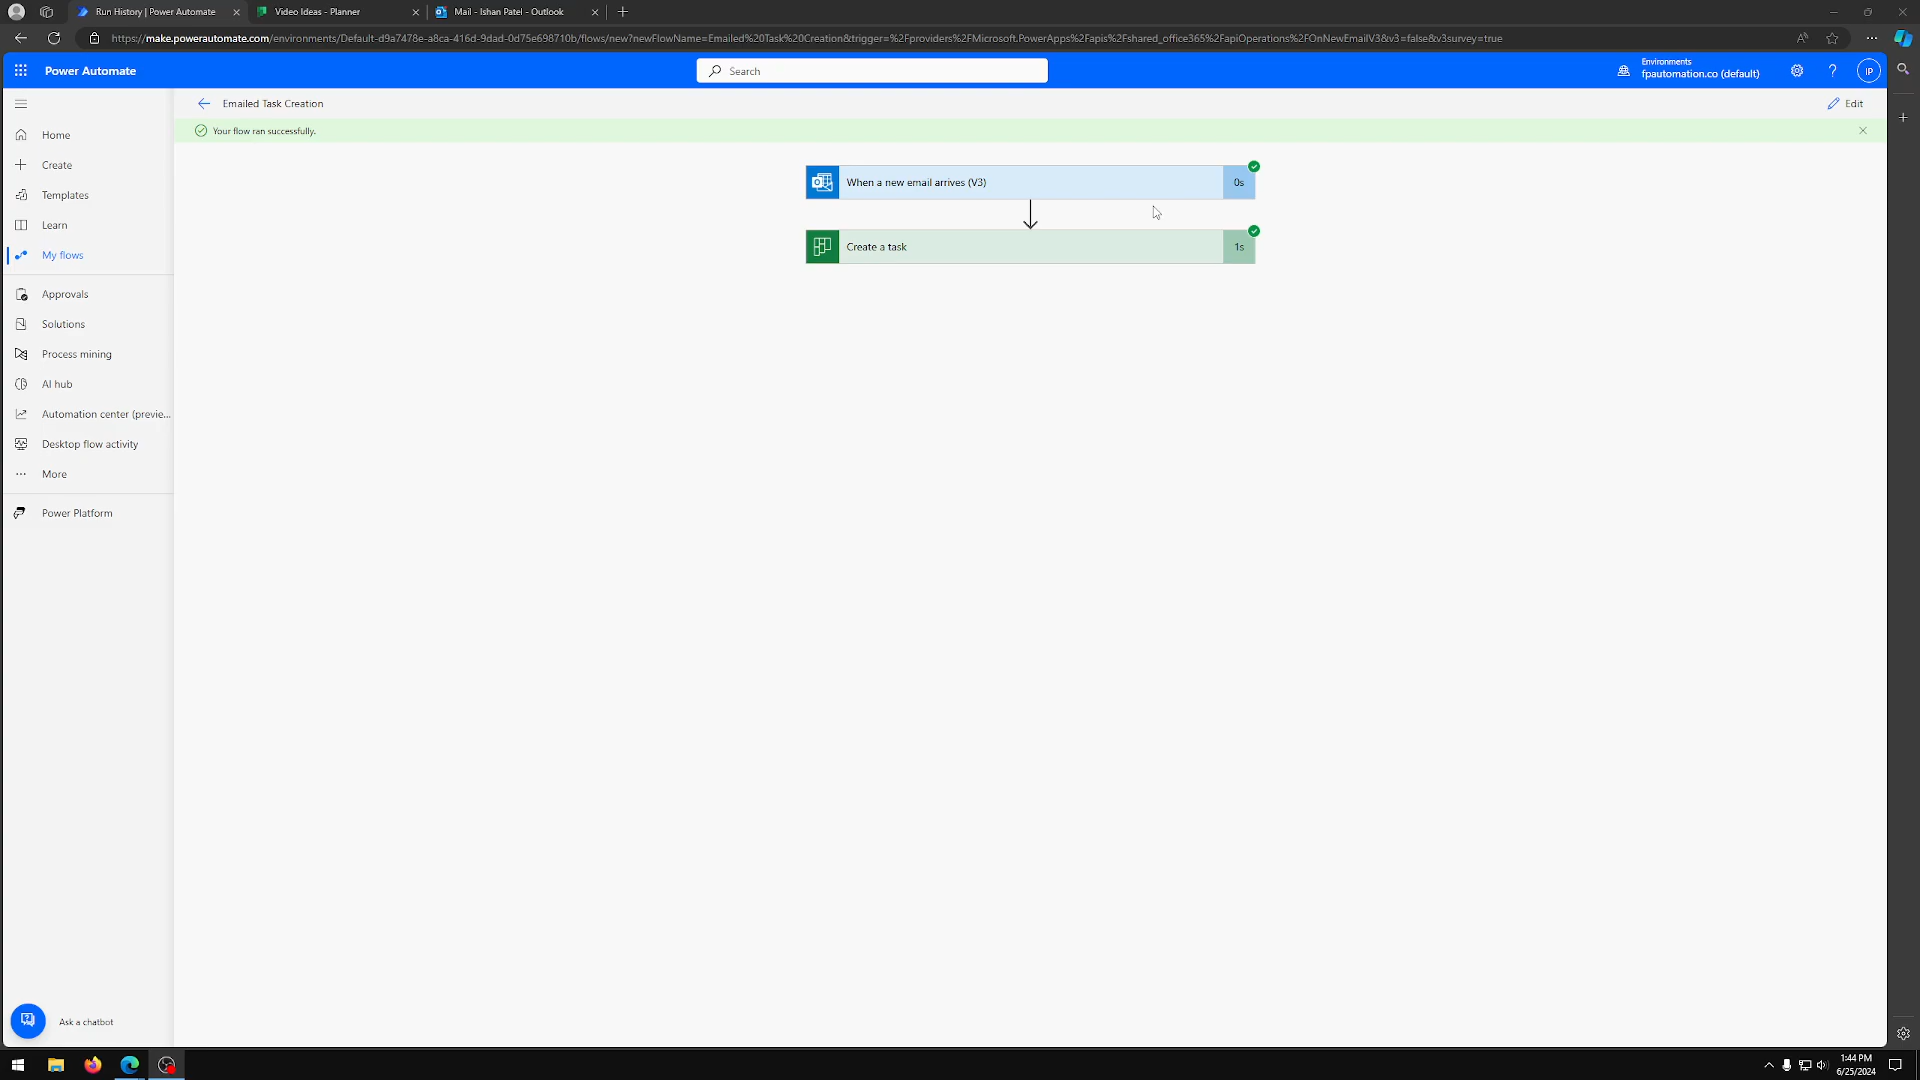 Run History | Power Automate
Video Ideas - Planner
Mail - Ishan Patel - Outlook
https://make.powerautomate.com/environments/Default-d9a7478e-a8ca-416d-9dad-0d75e698710b/flows/new?newFlowName=Emailed%20Task%20Creation&trigger=%2Fproviders%2FMicrosoft.PowerApps%2Fapis%2Fshared_office365%2FapiOperations%2FOnNewEmailV3&v3=false&v3survey=true
Power Automate
Search
Environments
fpautomation.co (default)
IP
Emailed Task Creation
Edit
Your flow ran successfully.
Home
Create
Templates
Learn
My flows
Approvals
Solutions
Process mining
AI hub
Automation center (previe...
Desktop flow activity
More
Power Platform
When a new email arrives (V3)
0s
Create a task
1s
Ask a chatbot
1:44 PM
6/25/2024